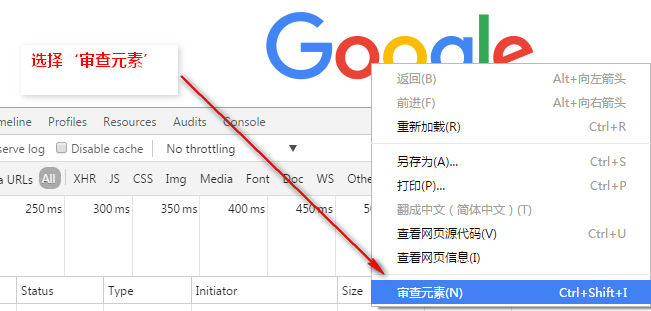 Google
选择‘审查元素’
返回(B) Alt+向左箭头
前进(F) Alt+向右箭头
重新加载(R) Ctrl+R
另存为(A)... Ctrl+S
打印(P)... Ctrl+P
翻成中文（简体中文）(T)
查看网页源代码(V) Ctrl+U
查看网页信息(I)
审查元素(N) Ctrl+Shift+I
meline Profiles Resources Audits Console
serve log Disable cache No throttling
a URLs All XHR JS CSS Img Media Font Doc WS Othe
250 ms 300 ms 350 ms 400 ms 450 ms 50
Status Type Initiator Size